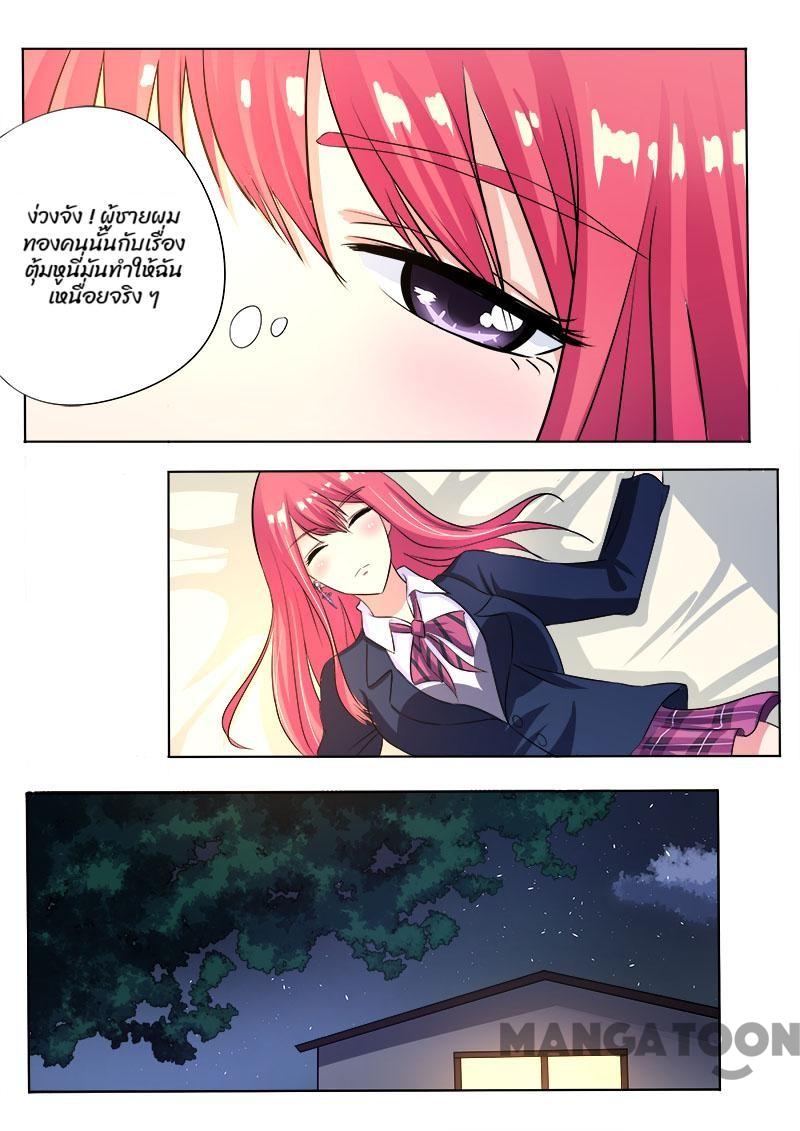 ง่วงจัง ! ผู้ชายผม
ทองคนนั้นกับเรื่อง
ตุ้มหูนี่มันทำให้ฉัน
เหนื่อยจริง ๆ
MANGATOON